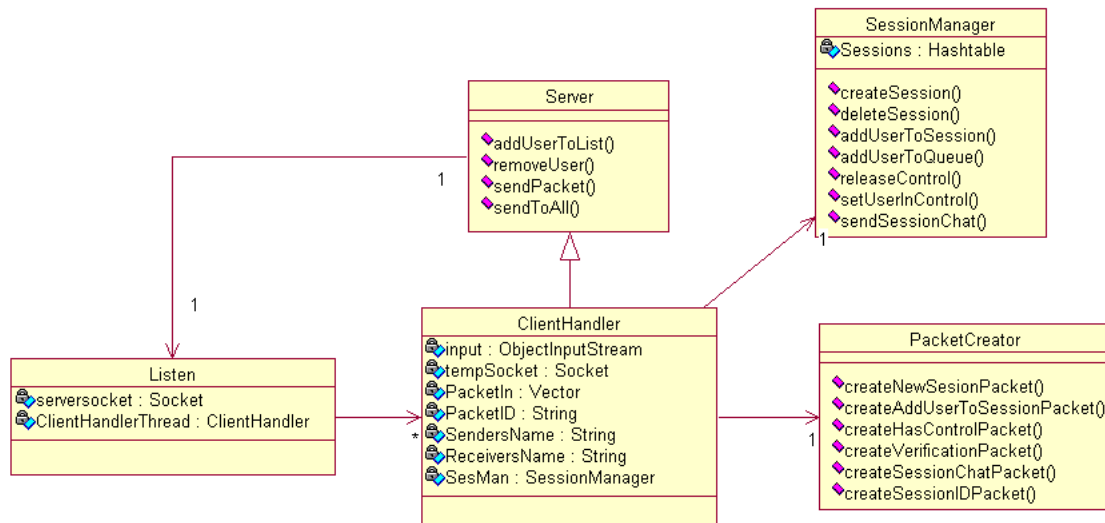 SessionManager
Sessions : Hashtable
createSession()
deleteSession()
addUserToSession()
addUserToQueue()
releaseControl()
setUserInControl()
sendSessionChat()
1
Server
addUserToList()
removeUser()
sendPacket()
sendToAll()
1
1
Listen
serversocket : Socket
ClientHandlerThread : ClientHandler
*
ClientHandler
input : ObjectInputStream
tempSocket : Socket
PacketIn : Vector
PacketID : String
SendersName : String
ReceiversName : String
SesMan : SessionManager
1
PacketCreator
createNewSesionPacket()
createAddUserToSessionPacket()
createHasControlPacket()
createVerificationPacket()
createSessionChatPacket()
createSessionIDPacket()